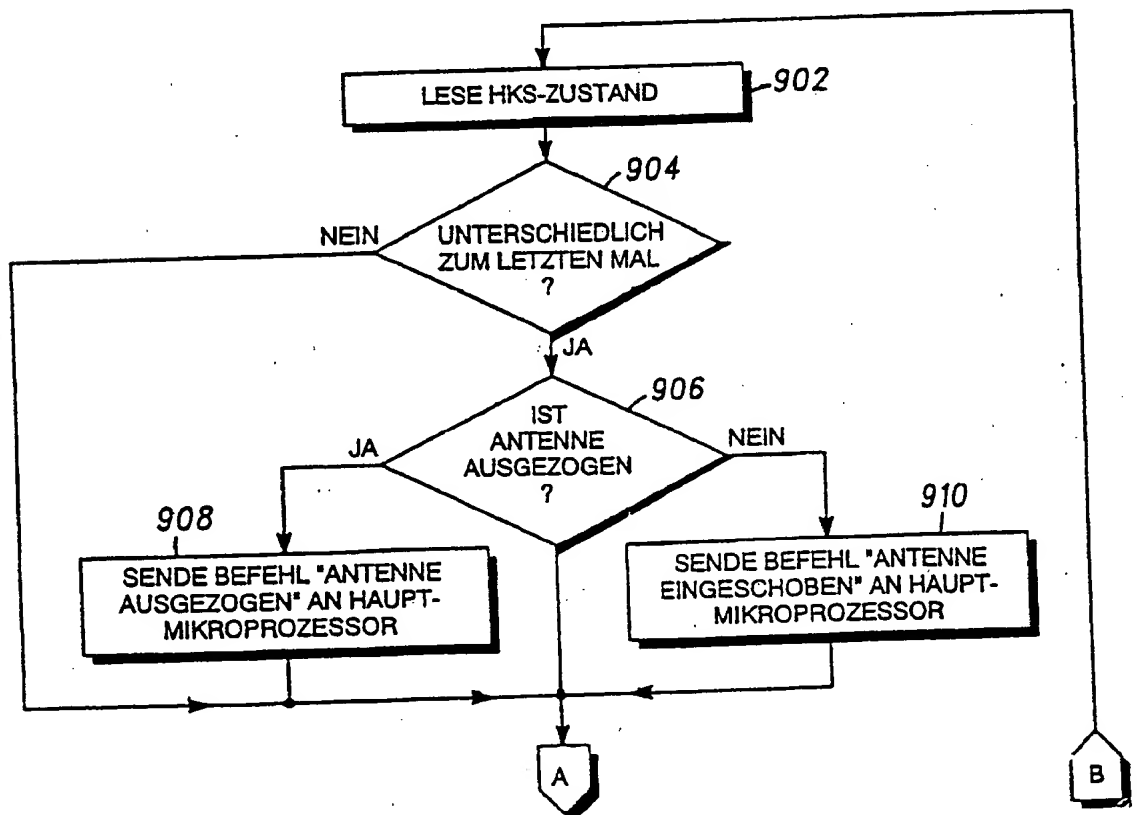 LESE HKS-ZUSTAND
902
904
NEIN
UNTERSCHIEDLICH
ZUM LETZTEN MAL
?
JA
906
IST
ANTENNE
AUSGEZOGEN
?
JA
NEIN
908
SENDE BEFEHL "ANTENNE
AUSGEZOGEN" AN HAUPT-
MIKROPROZESSOR
910
SENDE BEFEHL "ANTENNE
EINGESCHOBEN" AN HAUPT-
MIKROPROZESSOR
A
B